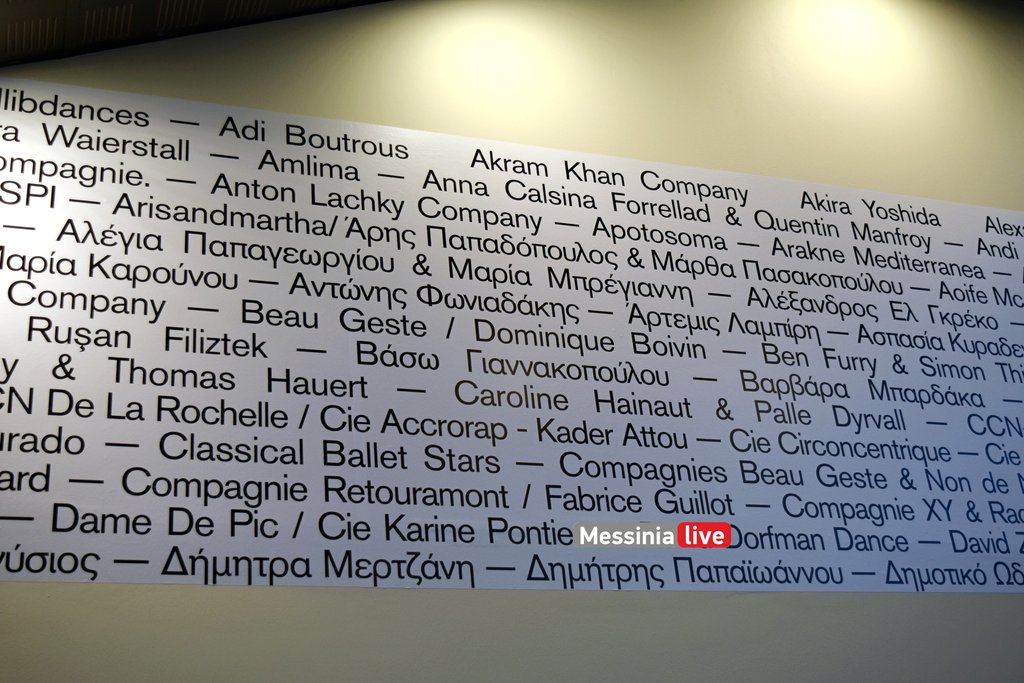 llibdances — Adi Boutrous Akram Khan Company Akira Yoshida
Waierstall — Amlima — Anna Calsina Forrellad & Quentin Manfroy — Andi
ompagnie. — Anton Lachky Company — Apotosoma — Arakne Mediterranea —
SPI — Arisandmartha/ Άρης Παπαδόπουλος & Μάρθα Πασακοπούλου — Aoife Mc
— Αλέγια Παπαγεωργίου & Μαρία Μπρέγιαννη — Αλέξανδρος Ελ Γκρέκο —
Μαρία Καρούνου — Αντώνης Φωνιαδάκης — Άρτεμις Λαμπίρη — Ασπασία
Company — Beau Geste / Dominique Boivin — Ben Furry & Simon
Ruşan Filiztek — Βάσω Γιαννακοπούλου — Βαρβάρα Μπαρδάκα —
y & Thomas Hauert — Caroline Hainaut & Palle Dyrvall — CCN
CN De La Rochelle / Cie Accrorap - Kader Attou — Cie Circoncentrique — Cie
urado — Classical Ballet Stars — Compagnies Beau Geste & Non de
ard — Compagnie Retouramont / Fabrice Guillot — Compagnie XY &
— Dame De Pic / Cie Karine Pontie Dorfman Dance — David
Messinia live
νύσιος — Δήμητρα Μερτζάνη — Δημήτρης Παπαϊωάννου — Δημοτικό